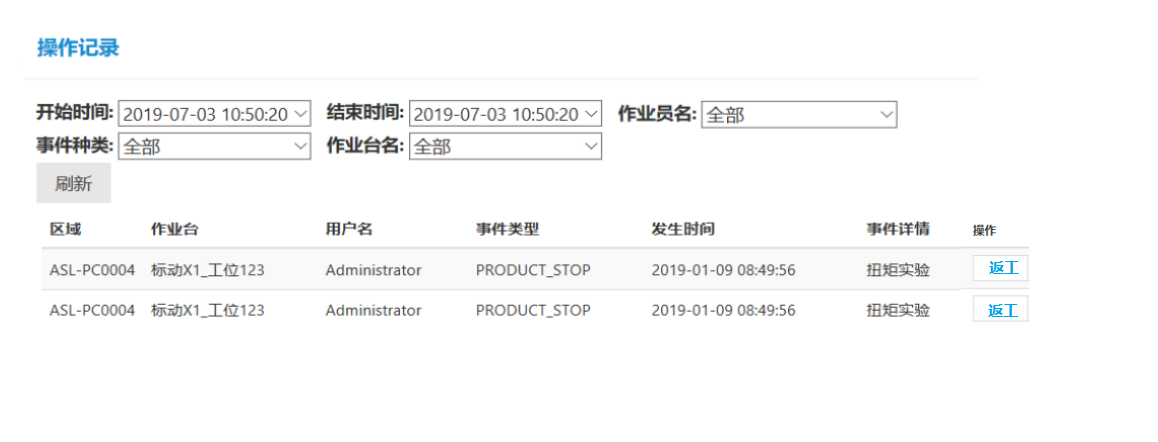 操作记录
开始时间: 2019-07-03 10:50:20 结束时间: 2019-07-03 10:50:20 作业员名: 全部
事件种类: 全部 作业台名: 全部
刷新
区域 作业台 用户名 事件类型 发生时间 事件详情 操作
ASL-PC0004 标动X1_工位123 Administrator PRODUCT_STOP 2019-01-09 08:49:56 扭矩实验 返工
ASL-PC0004 标动X1_工位123 Administrator PRODUCT_STOP 2019-01-09 08:49:56 扭矩实验 返工